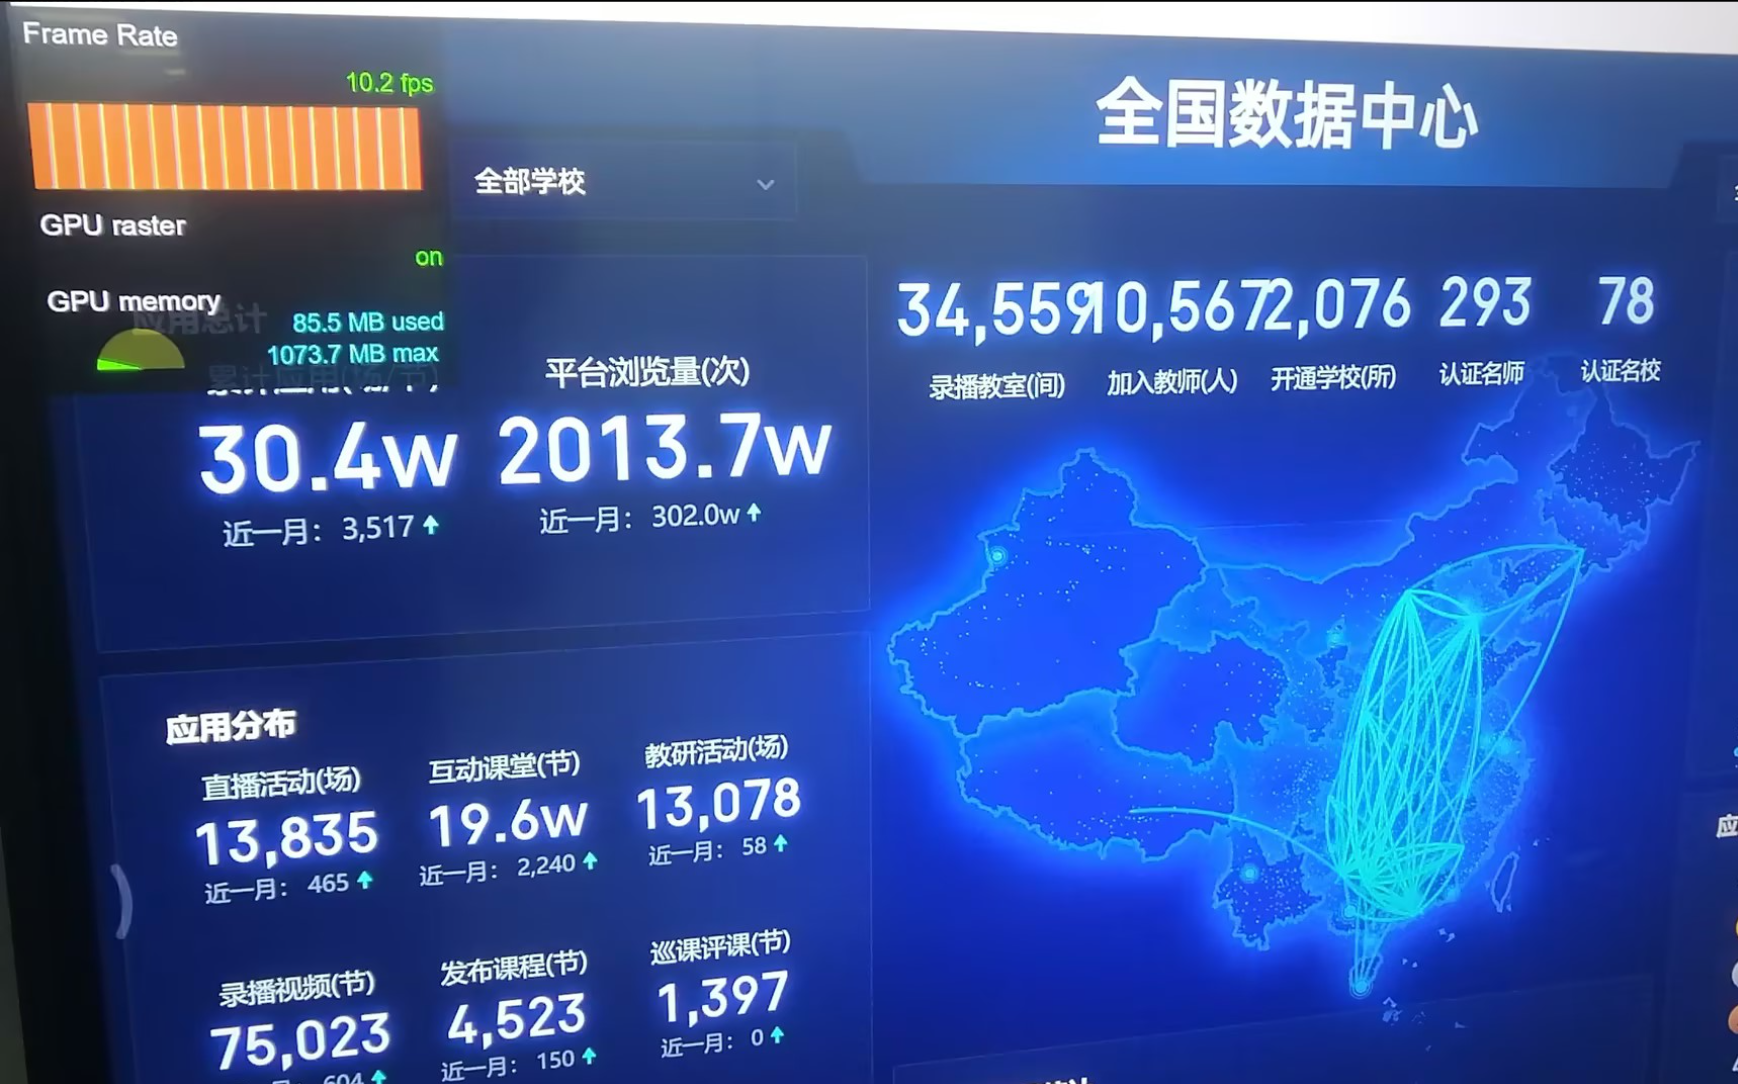 Frame Rate
10.2 fps
全国数据中心
全部学校
GPU raster
on
GPU memory
85.5 MB used
1073.7 MB max
应用总计
34,559
10,567
2,076
293
78
录播教室(间)
加入教师(人)
开通学校(所)
认证名师
认证名校
累计应用(场/节)
平台浏览量(次)
30.4w
2013.7w
近一月： 3,517
近一月： 302.0w
应用分布
直播活动(场)
互动课堂(节)
教研活动(场)
13,835
19.6w
13,078
近一月： 465
近一月： 2,240
近一月： 58
录播视频(节)
发布课程(节)
巡课评课(节)
75,023
4,523
1,397
604
近一月： 150
近一月： 0